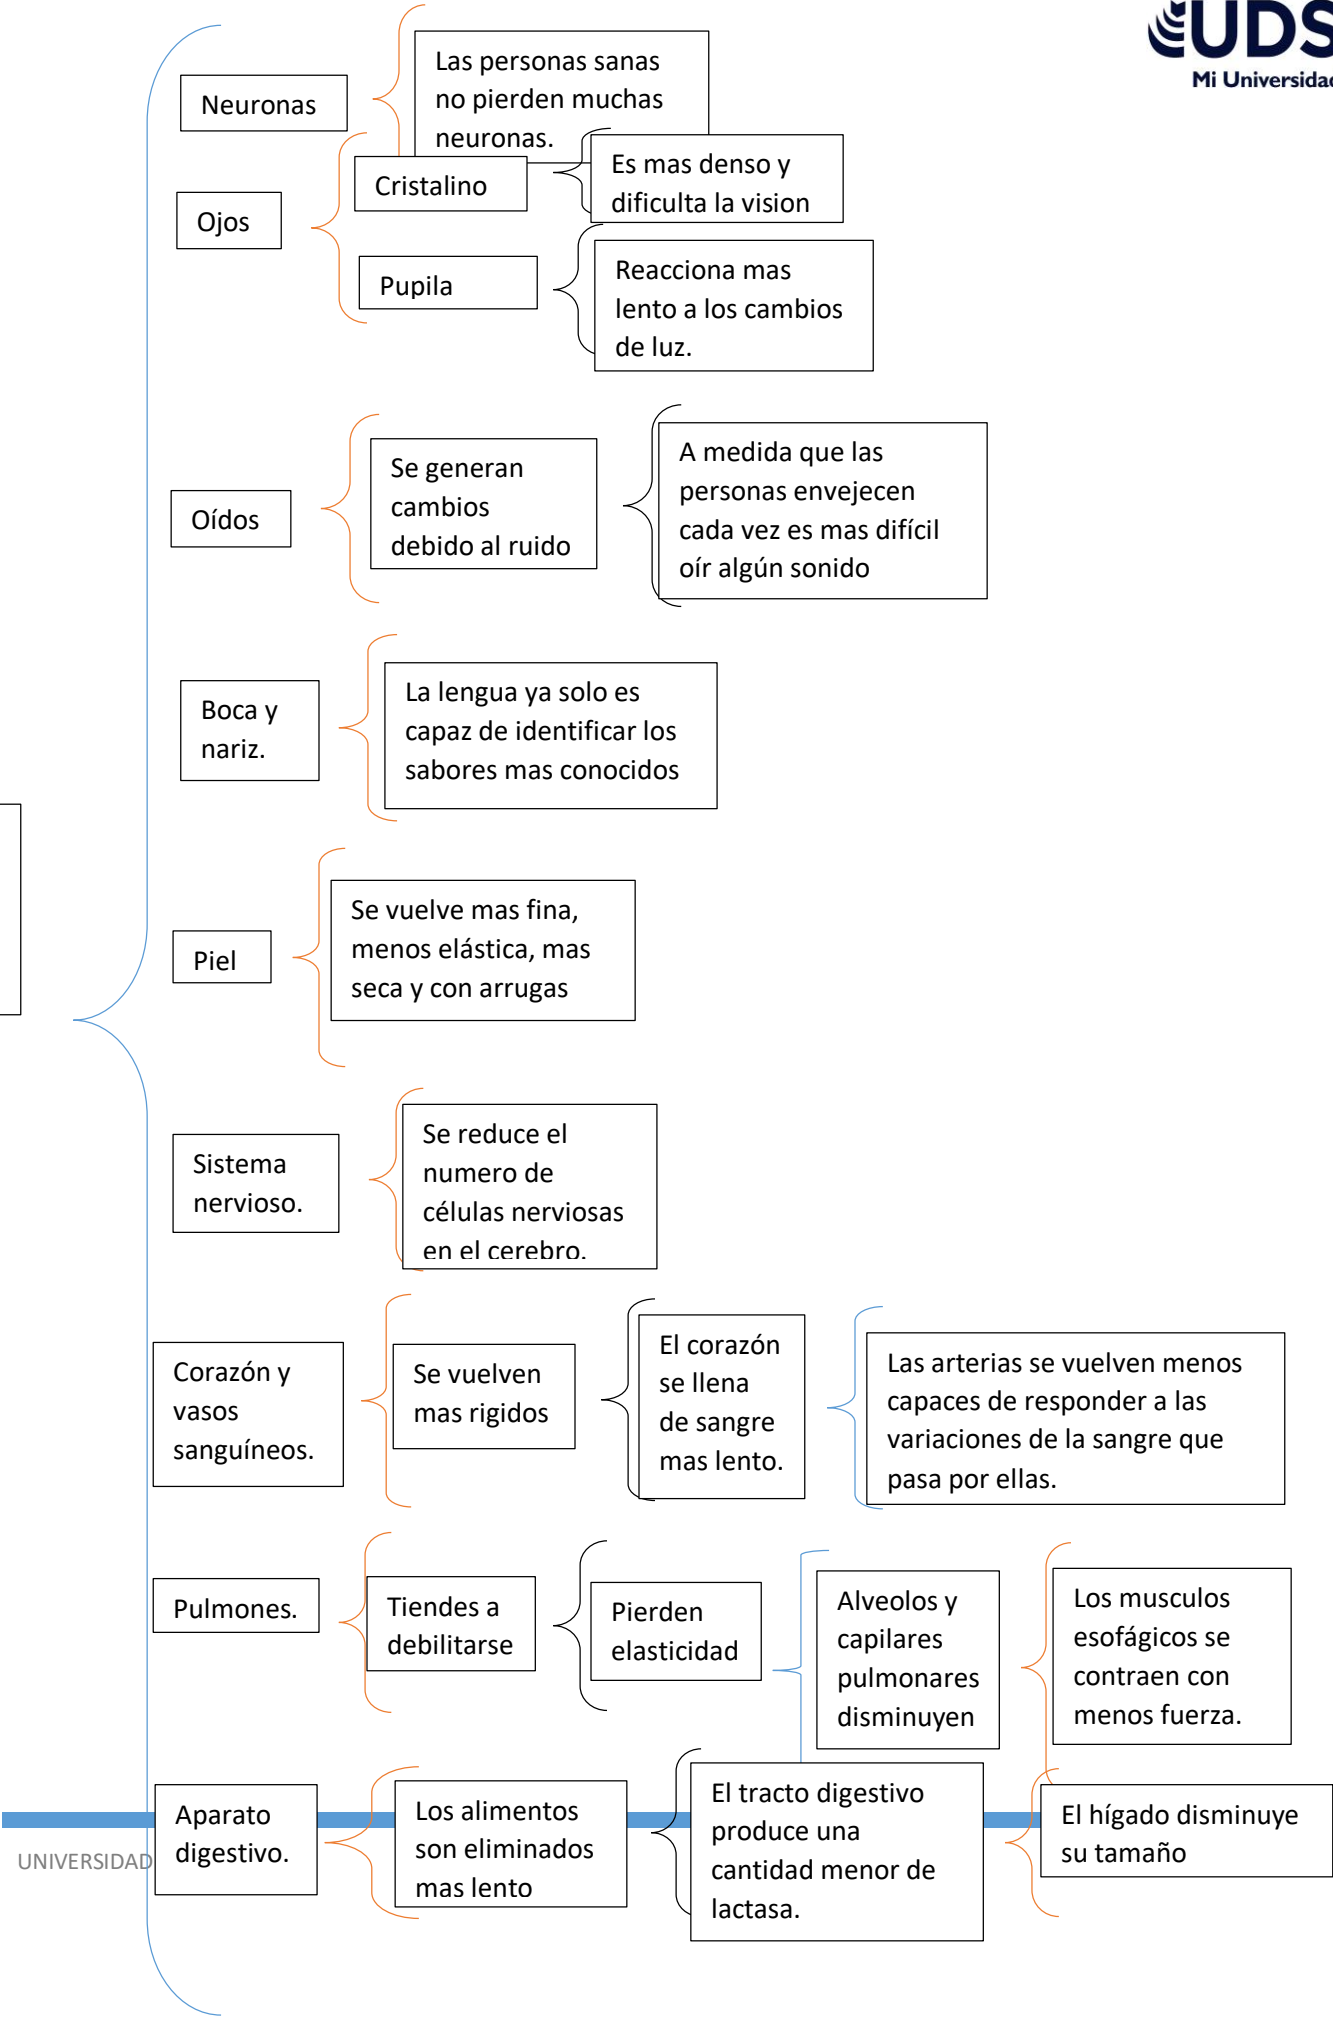 UDS
Mi Universidad
Neuronas
Las personas sanas
no pierden muchas
neuronas.
Ojos
Cristalino
Es mas denso y
dificulta la vision
Pupila
Reacciona mas
lento a los cambios
de luz.
Oídos
Se generan
cambios
debido al ruido
A medida que las
personas envejecen
cada vez es mas difícil
oír algún sonido
Boca y
nariz.
La lengua ya solo es
capaz de identificar los
sabores mas conocidos
Piel
Se vuelve mas fina,
menos elástica, mas
seca y con arrugas
Sistema
nervioso.
Se reduce el
numero de
células nerviosas
en el cerebro.
Corazón y
vasos
sanguíneos.
Se vuelven
mas rigidos
El corazón
se llena
de sangre
mas lento.
Las arterias se vuelven menos
capaces de responder a las
variaciones de la sangre que
pasa por ellas.
Pulmones.
Tiendes a
debilitarse
Pierden
elasticidad
Alveolos y
capilares
pulmonares
disminuyen
Los musculos
esofágicos se
contraen con
menos fuerza.
Aparato
digestivo.
Los alimentos
son eliminados
mas lento
El tracto digestivo
produce una
cantidad menor de
lactasa.
El hígado disminuye
su tamaño
UNIVERSIDAD